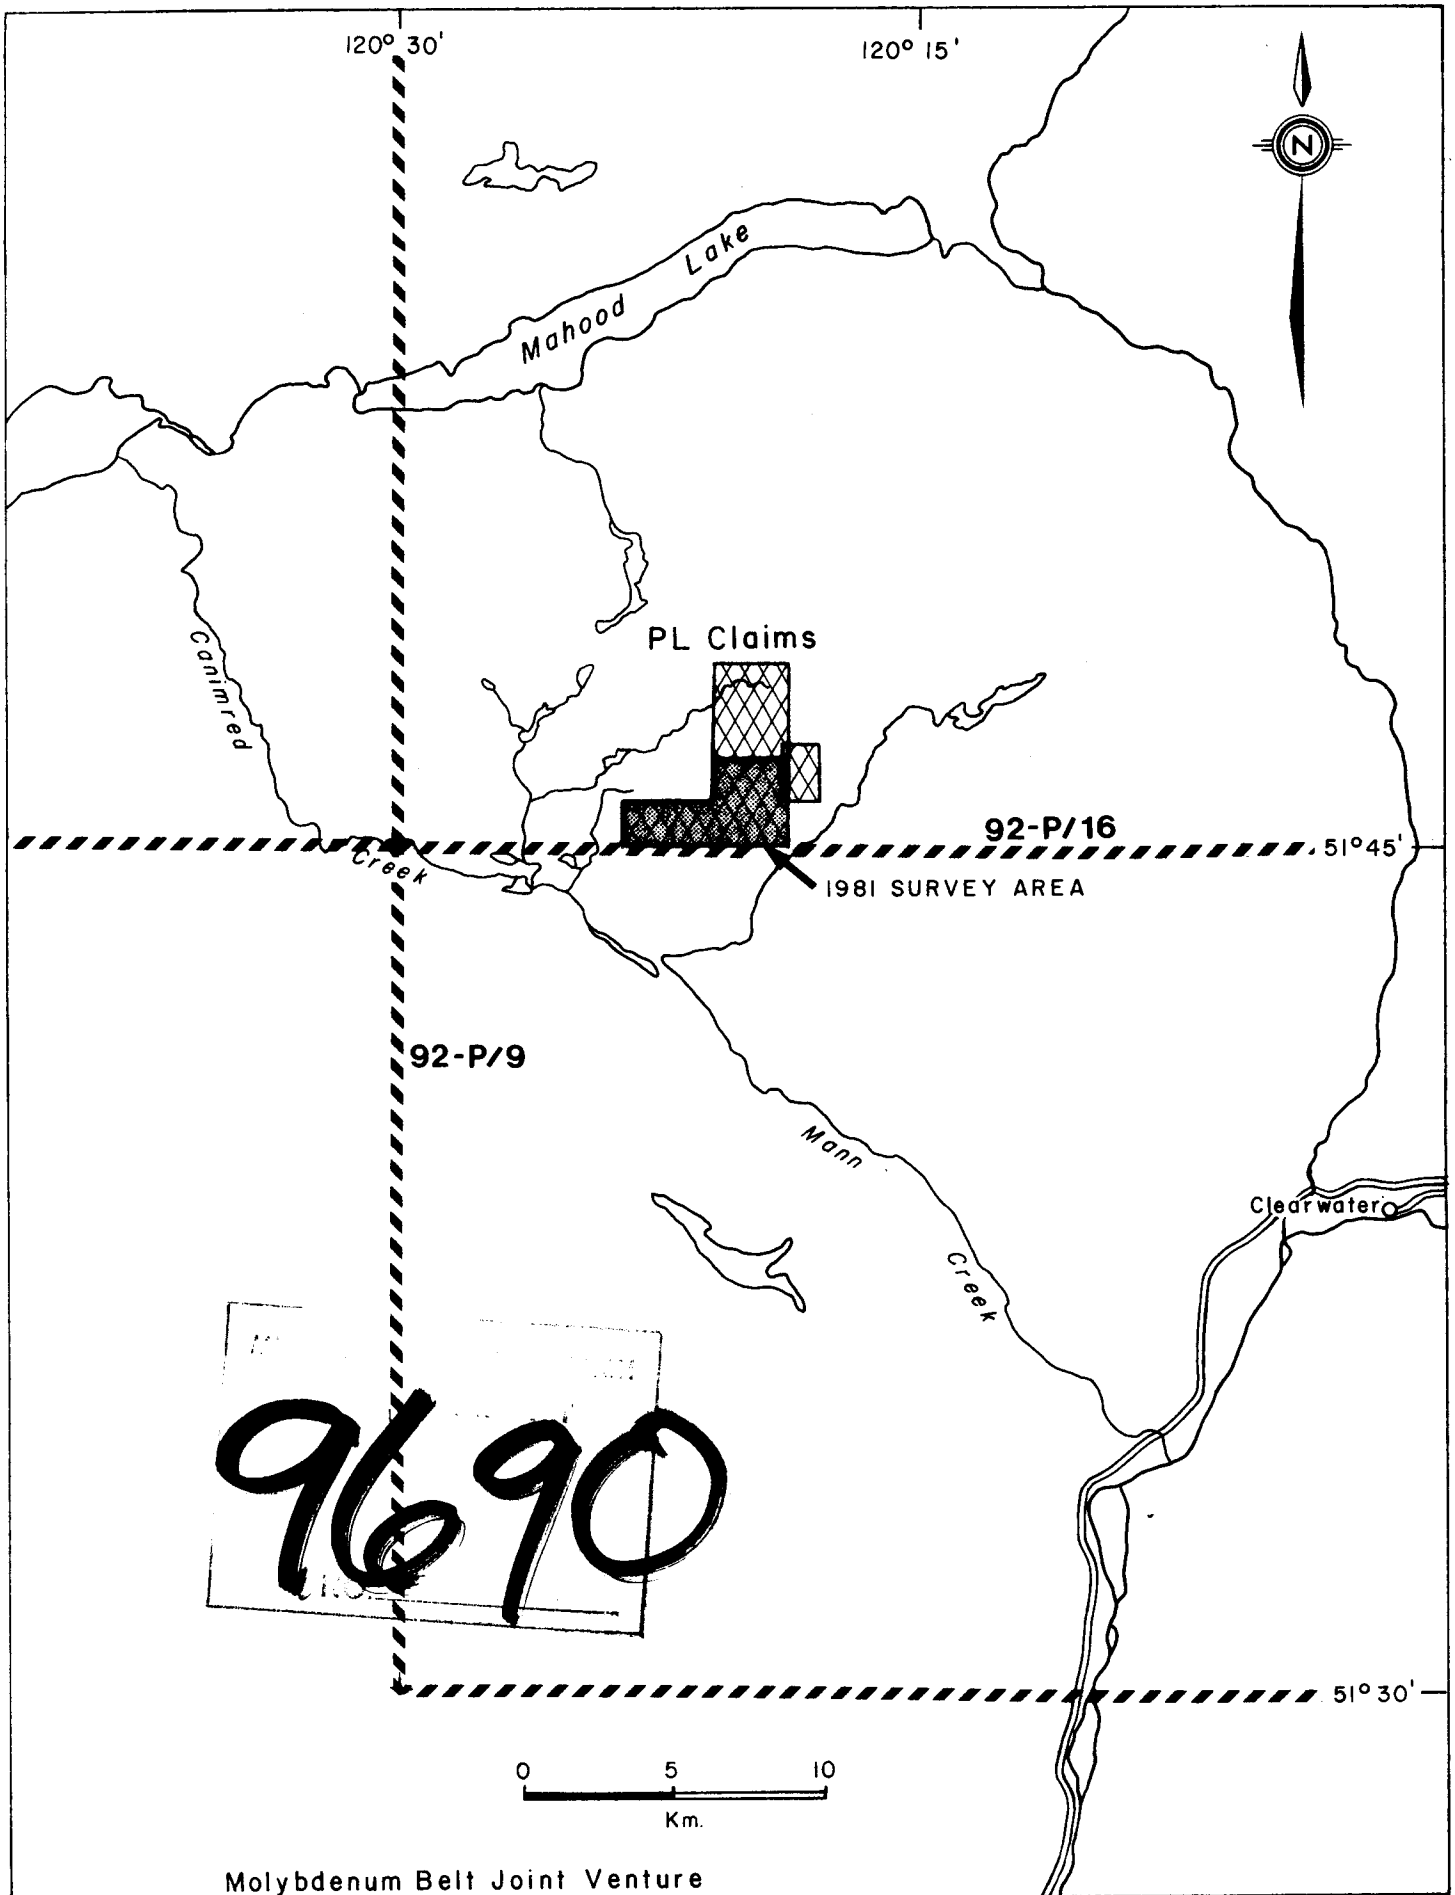 120° 30'
120° 15'
N
Mahood Lake
PL Claims
Canimred Creek
92-P/16
51° 45'
1981 SURVEY AREA
92-P/9
Mann Creek
Clearwater
9690
51° 30'
0 5 10
Km.
Molybdenum Belt Joint Venture